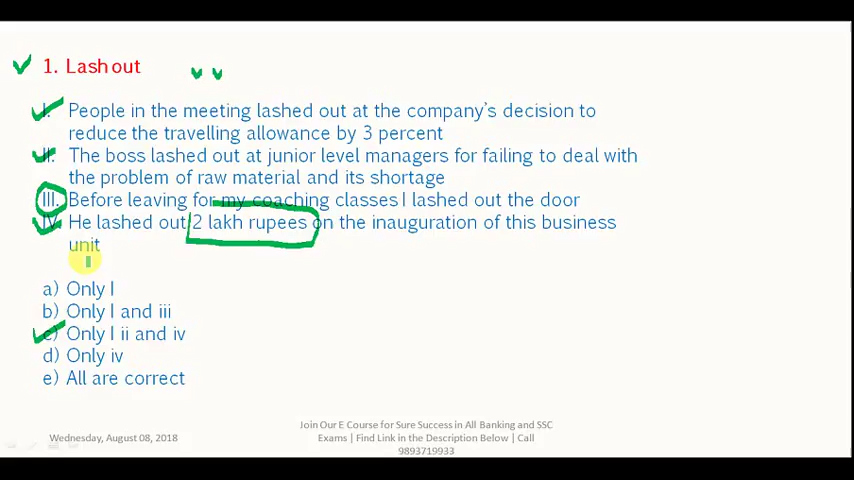 1. Lash out
I. People in the meeting lashed out at the company's decision to
reduce the travelling allowance by 3 percent
II. The boss lashed out at junior level managers for failing to deal with
the problem of raw material and its shortage
III. Before leaving for my coaching classes I lashed out the door
IV. He lashed out 2 lakh rupees on the inauguration of this business
unit
a) Only I
b) Only I and iii
c) Only I ii and iv
d) Only iv
e) All are correct
Join Our E Course for Sure Success in All Banking and SSC
Wednesday, August 08, 2018 Exams | Find Link in the Description Below | Call
9893719933